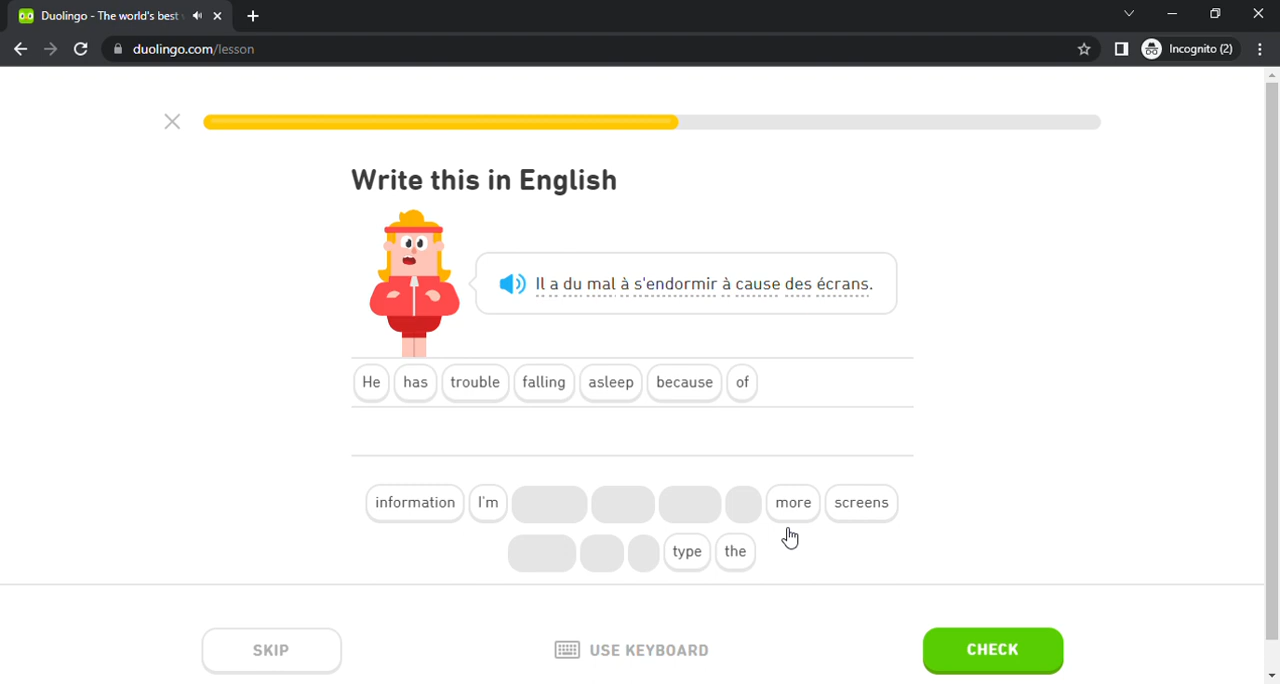 Duolingo - The world's best
duolingo.com/lesson
Incognito (2)
Write this in English
Il a du mal à s'endormir à cause des écrans.
He has trouble falling asleep because of
information I'm more screens
type the
SKIP USE KEYBOARD CHECK